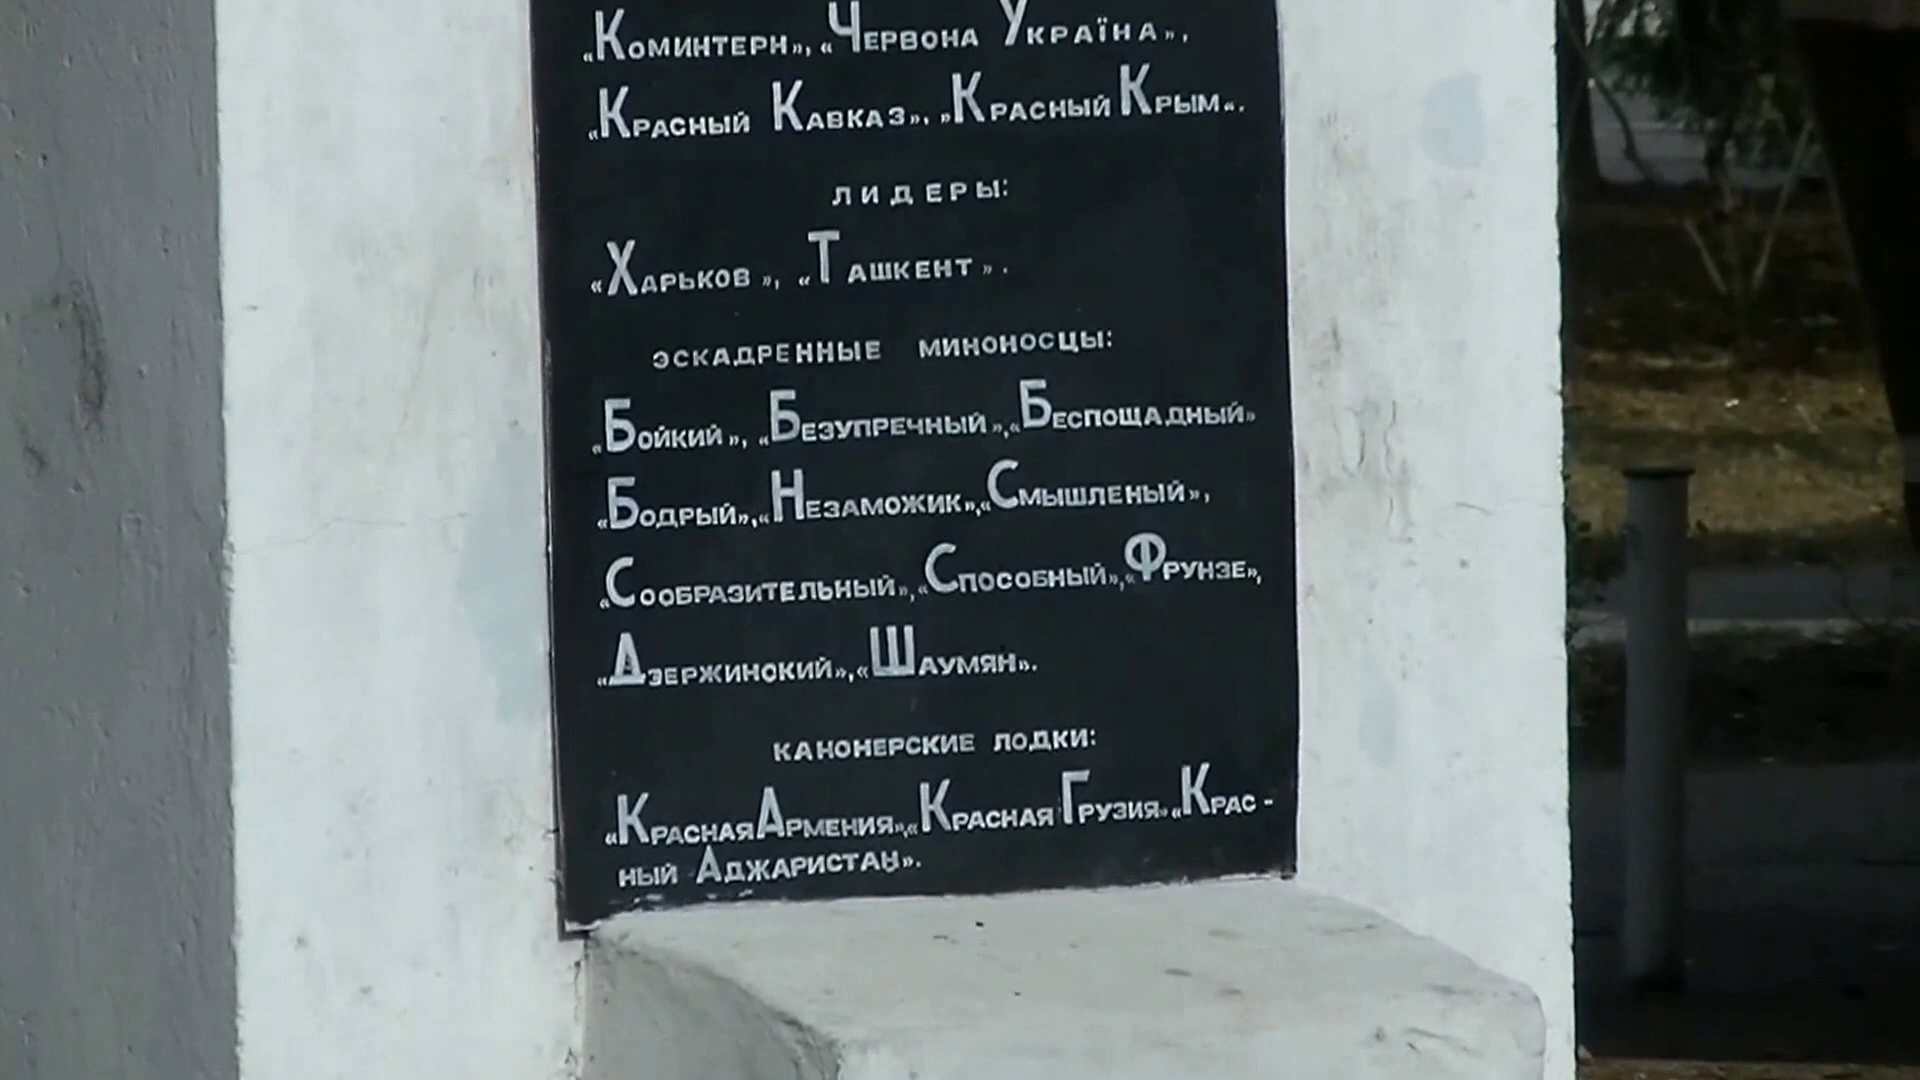 «Коминтерн», «Червона Україна»,
«Красный Кавказ», „Красный Крым“.
ЛИДЕРЫ:
«Харьков», «Ташкент».
ЭСКАДРЕННЫЕ МИНОНОСЦЫ:
«Бойкий», «Безупречный», «Беспощадный»
«Бодрый», «Незаможик», «Смышленый»,
«Сообразительный», «Способный», «Фрунзе»,
«Дзержинский», «Шаумян».
КАНОНЕРСКИЕ ЛОДКИ:
«Красная Армения», «Красная Грузия» «Крас-
ный Аджаристан».